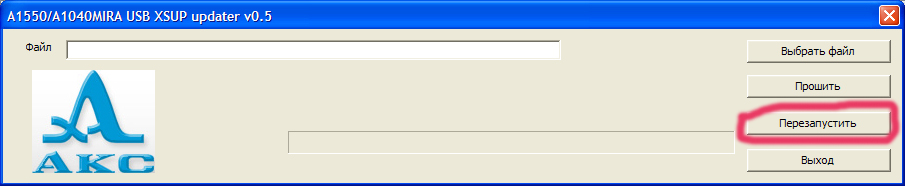 A1550/A1040MIRA USB XSUP updater v0.5
Файл
Выбрать файл
Прошить
Перезапустить
Выход
АКС